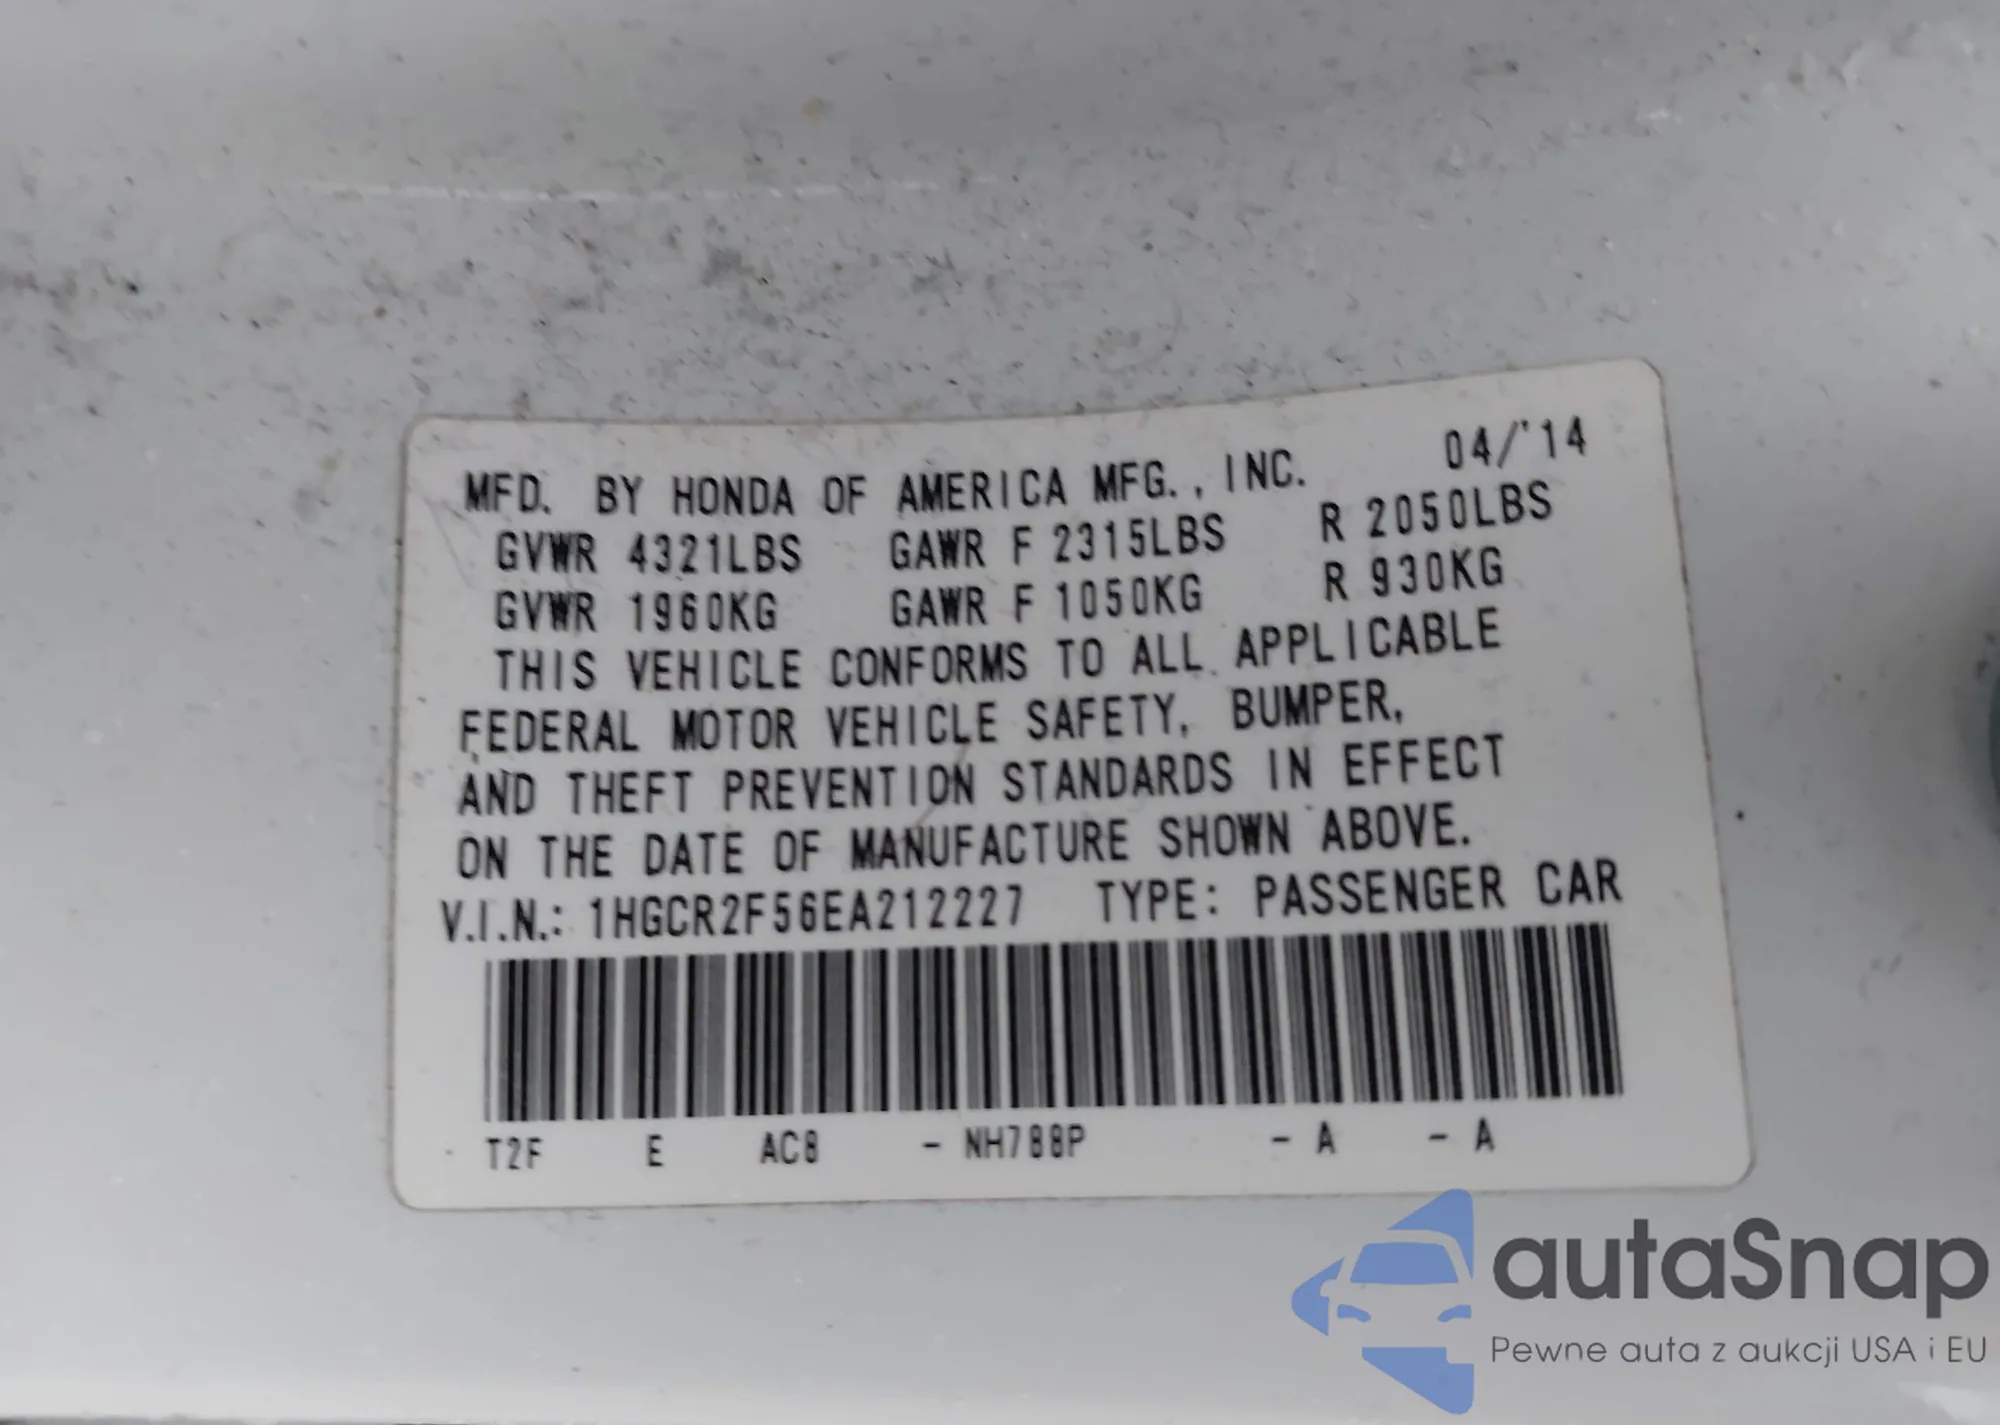 MFD. BY HONDA OF AMERICA MFG., INC. 04/'14
GVWR 4321LBS GAWR F 2315LBS R 2050LBS
GVWR 1960KG GAWR F 1050KG R 930KG
THIS VEHICLE CONFORMS TO ALL APPLICABLE
FEDERAL MOTOR VEHICLE SAFETY, BUMPER,
AND THEFT PREVENTION STANDARDS IN EFFECT
ON THE DATE OF MANUFACTURE SHOWN ABOVE.
V.I.N.: 1HGCR2F56EA212227 TYPE: PASSENGER CAR
T2F E AC8 - NH788P - A - A
autaSnap
Pewne auta z aukcji USA i EU